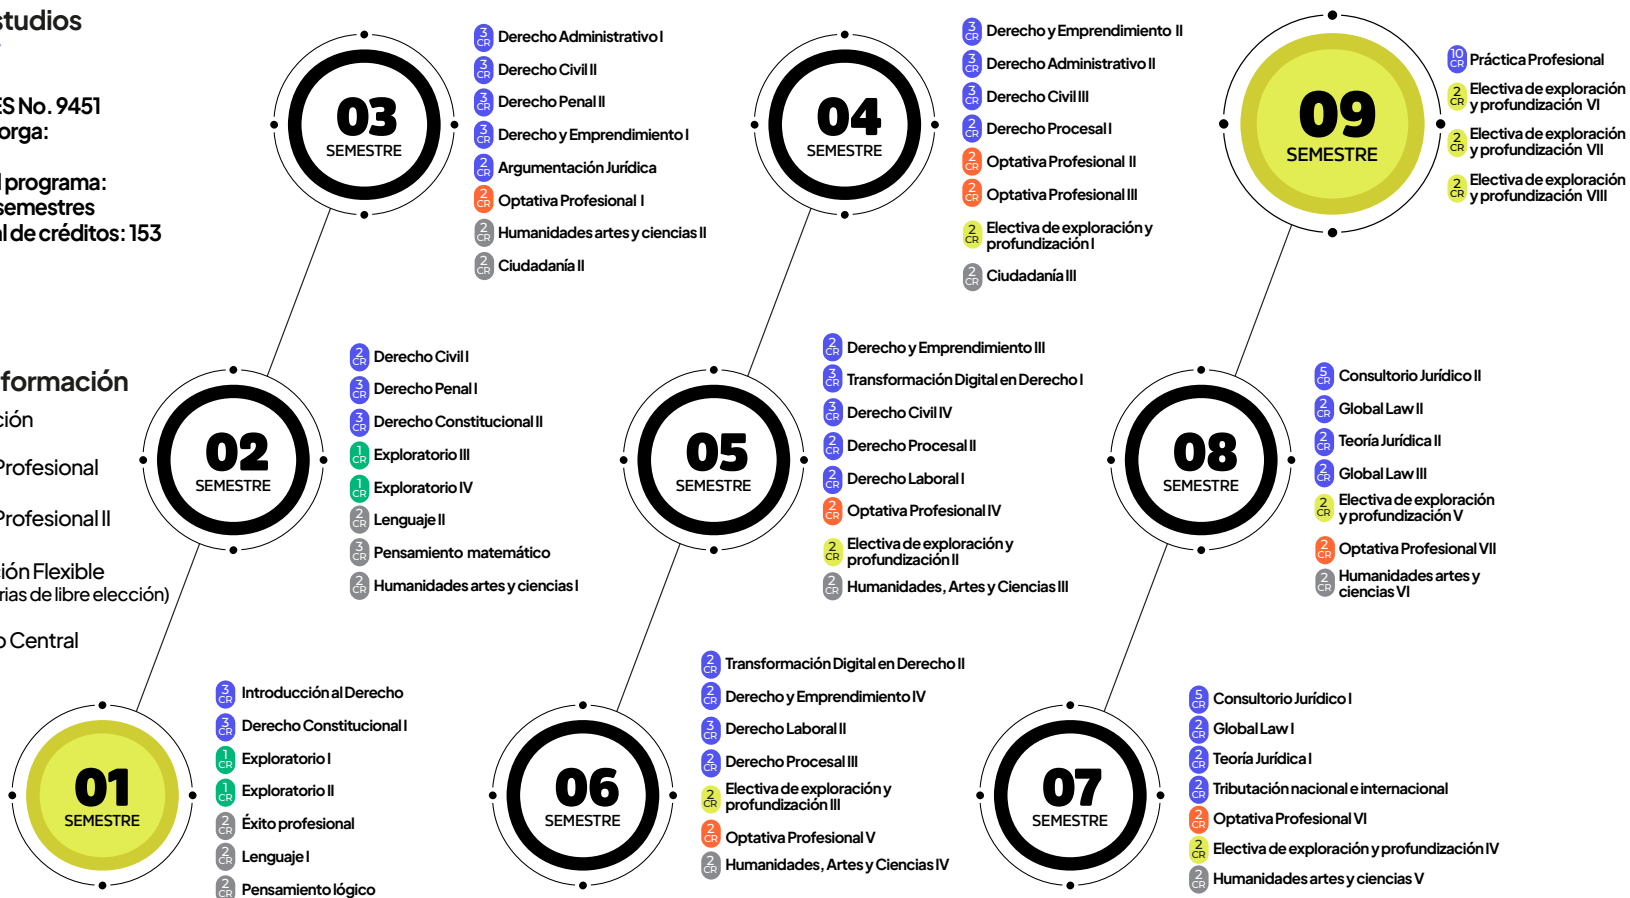 studios
ES No. 9451
orga:
l programa:
semestres
al de créditos: 153
formación
ción
Profesional
Profesional II
ción Flexible
rias de libre elección)
o Central
01
SEMESTRE
3 CR Introducción al Derecho
3 CR Derecho Constitucional I
1 CR Exploratorio I
1 CR Exploratorio II
2 CR Éxito profesional
2 CR Lenguaje I
2 CR Pensamiento lógico
02
SEMESTRE
2 CR Derecho Civil I
3 CR Derecho Penal I
3 CR Derecho Constitucional II
1 CR Exploratorio III
1 CR Exploratorio IV
2 CR Lenguaje II
3 CR Pensamiento matemático
2 CR Humanidades artes y ciencias I
03
SEMESTRE
3 CR Derecho Administrativo I
3 CR Derecho Civil II
3 CR Derecho Penal II
3 CR Derecho y Emprendimiento I
2 CR Argumentación Jurídica
2 CR Optativa Profesional I
2 CR Humanidades artes y ciencias II
2 CR Ciudadanía II
04
SEMESTRE
3 CR Derecho y Emprendimiento II
3 CR Derecho Administrativo II
3 CR Derecho Civil III
2 CR Derecho Procesal I
2 CR Optativa Profesional II
2 CR Optativa Profesional III
2 CR Electiva de exploración y
profundización I
2 CR Ciudadanía III
05
SEMESTRE
2 CR Derecho y Emprendimiento III
3 CR Transformación Digital en Derecho I
3 CR Derecho Civil IV
2 CR Derecho Procesal II
2 CR Derecho Laboral I
2 CR Optativa Profesional IV
2 CR Electiva de exploración y
profundización II
2 CR Humanidades, Artes y Ciencias III
06
SEMESTRE
2 CR Transformación Digital en Derecho II
2 CR Derecho y Emprendimiento IV
3 CR Derecho Laboral II
2 CR Derecho Procesal III
2 CR Electiva de exploración y
profundización III
2 CR Optativa Profesional V
2 CR Humanidades, Artes y Ciencias IV
07
SEMESTRE
5 CR Consultorio Jurídico I
2 CR Global Law I
2 CR Teoría Jurídica I
2 CR Tributación nacional e internacional
2 CR Optativa Profesional VI
2 CR Electiva de exploración y profundización IV
2 CR Humanidades artes y ciencias V
08
SEMESTRE
5 CR Consultorio Jurídico II
2 CR Global Law II
2 CR Teoría Jurídica II
2 CR Global Law III
2 CR Electiva de exploración
y profundización V
2 CR Optativa Profesional VII
2 CR Humanidades artes y
ciencias VI
09
SEMESTRE
10 CR Práctica Profesional
2 CR Electiva de exploración
y profundización VI
2 CR Electiva de exploración
y profundización VII
2 CR Electiva de exploración
y profundización VIII